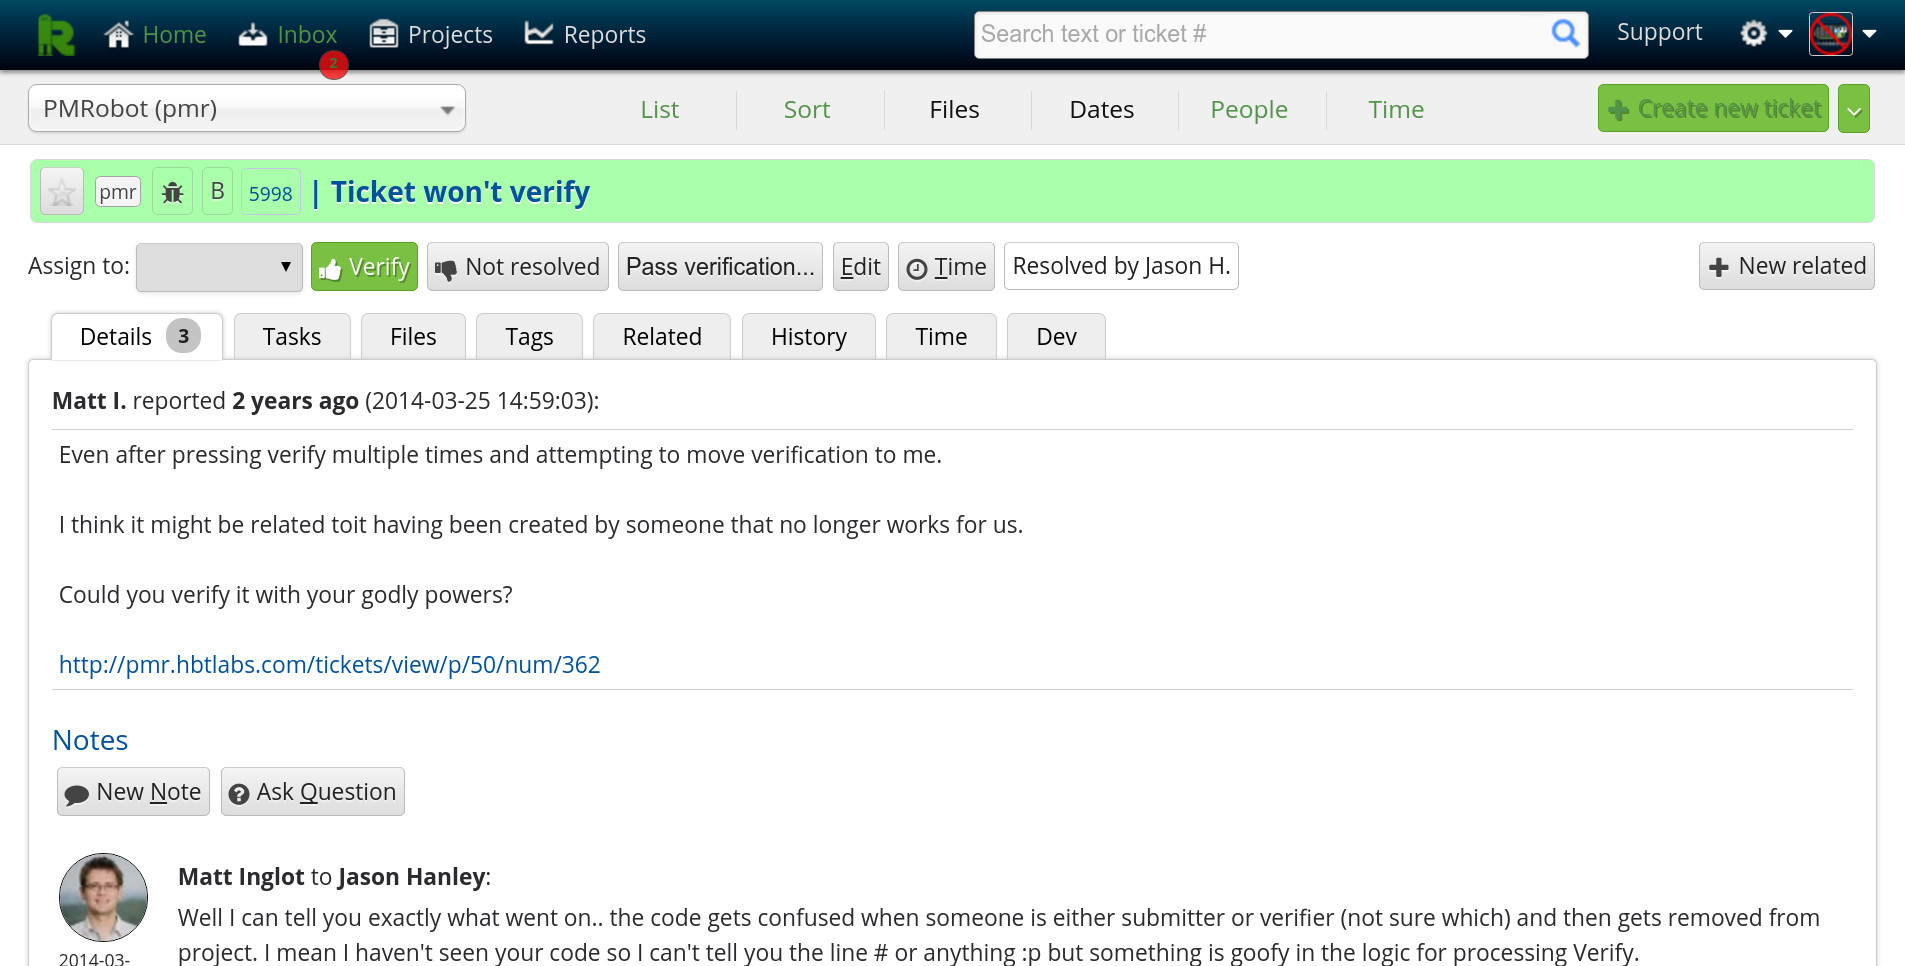 R Home Inbox 2 Projects Reports Search text or ticket # Support
PMRobot (pmr) List Sort Files Dates People Time Create new ticket
pmr B 5998 | Ticket won't verify
Assign to: Verify Not resolved Pass verification... Edit Time Resolved by Jason H. New related
Details 3 Tasks Files Tags Related History Time Dev
Matt I. reported 2 years ago (2014-03-25 14:59:03):
Even after pressing verify multiple times and attempting to move verification to me.
I think it might be related toit having been created by someone that no longer works for us.
Could you verify it with your godly powers?
http://pmr.hbtlabs.com/tickets/view/p/50/num/362
Notes
New Note Ask Question
Matt Inglot to Jason Hanley:
Well I can tell you exactly what went on.. the code gets confused when someone is either submitter or verifier (not sure which) and then gets removed from
project. I mean I haven't seen your code so I can't tell you the line # or anything :p but something is goofy in the logic for processing Verify.
2014-03-